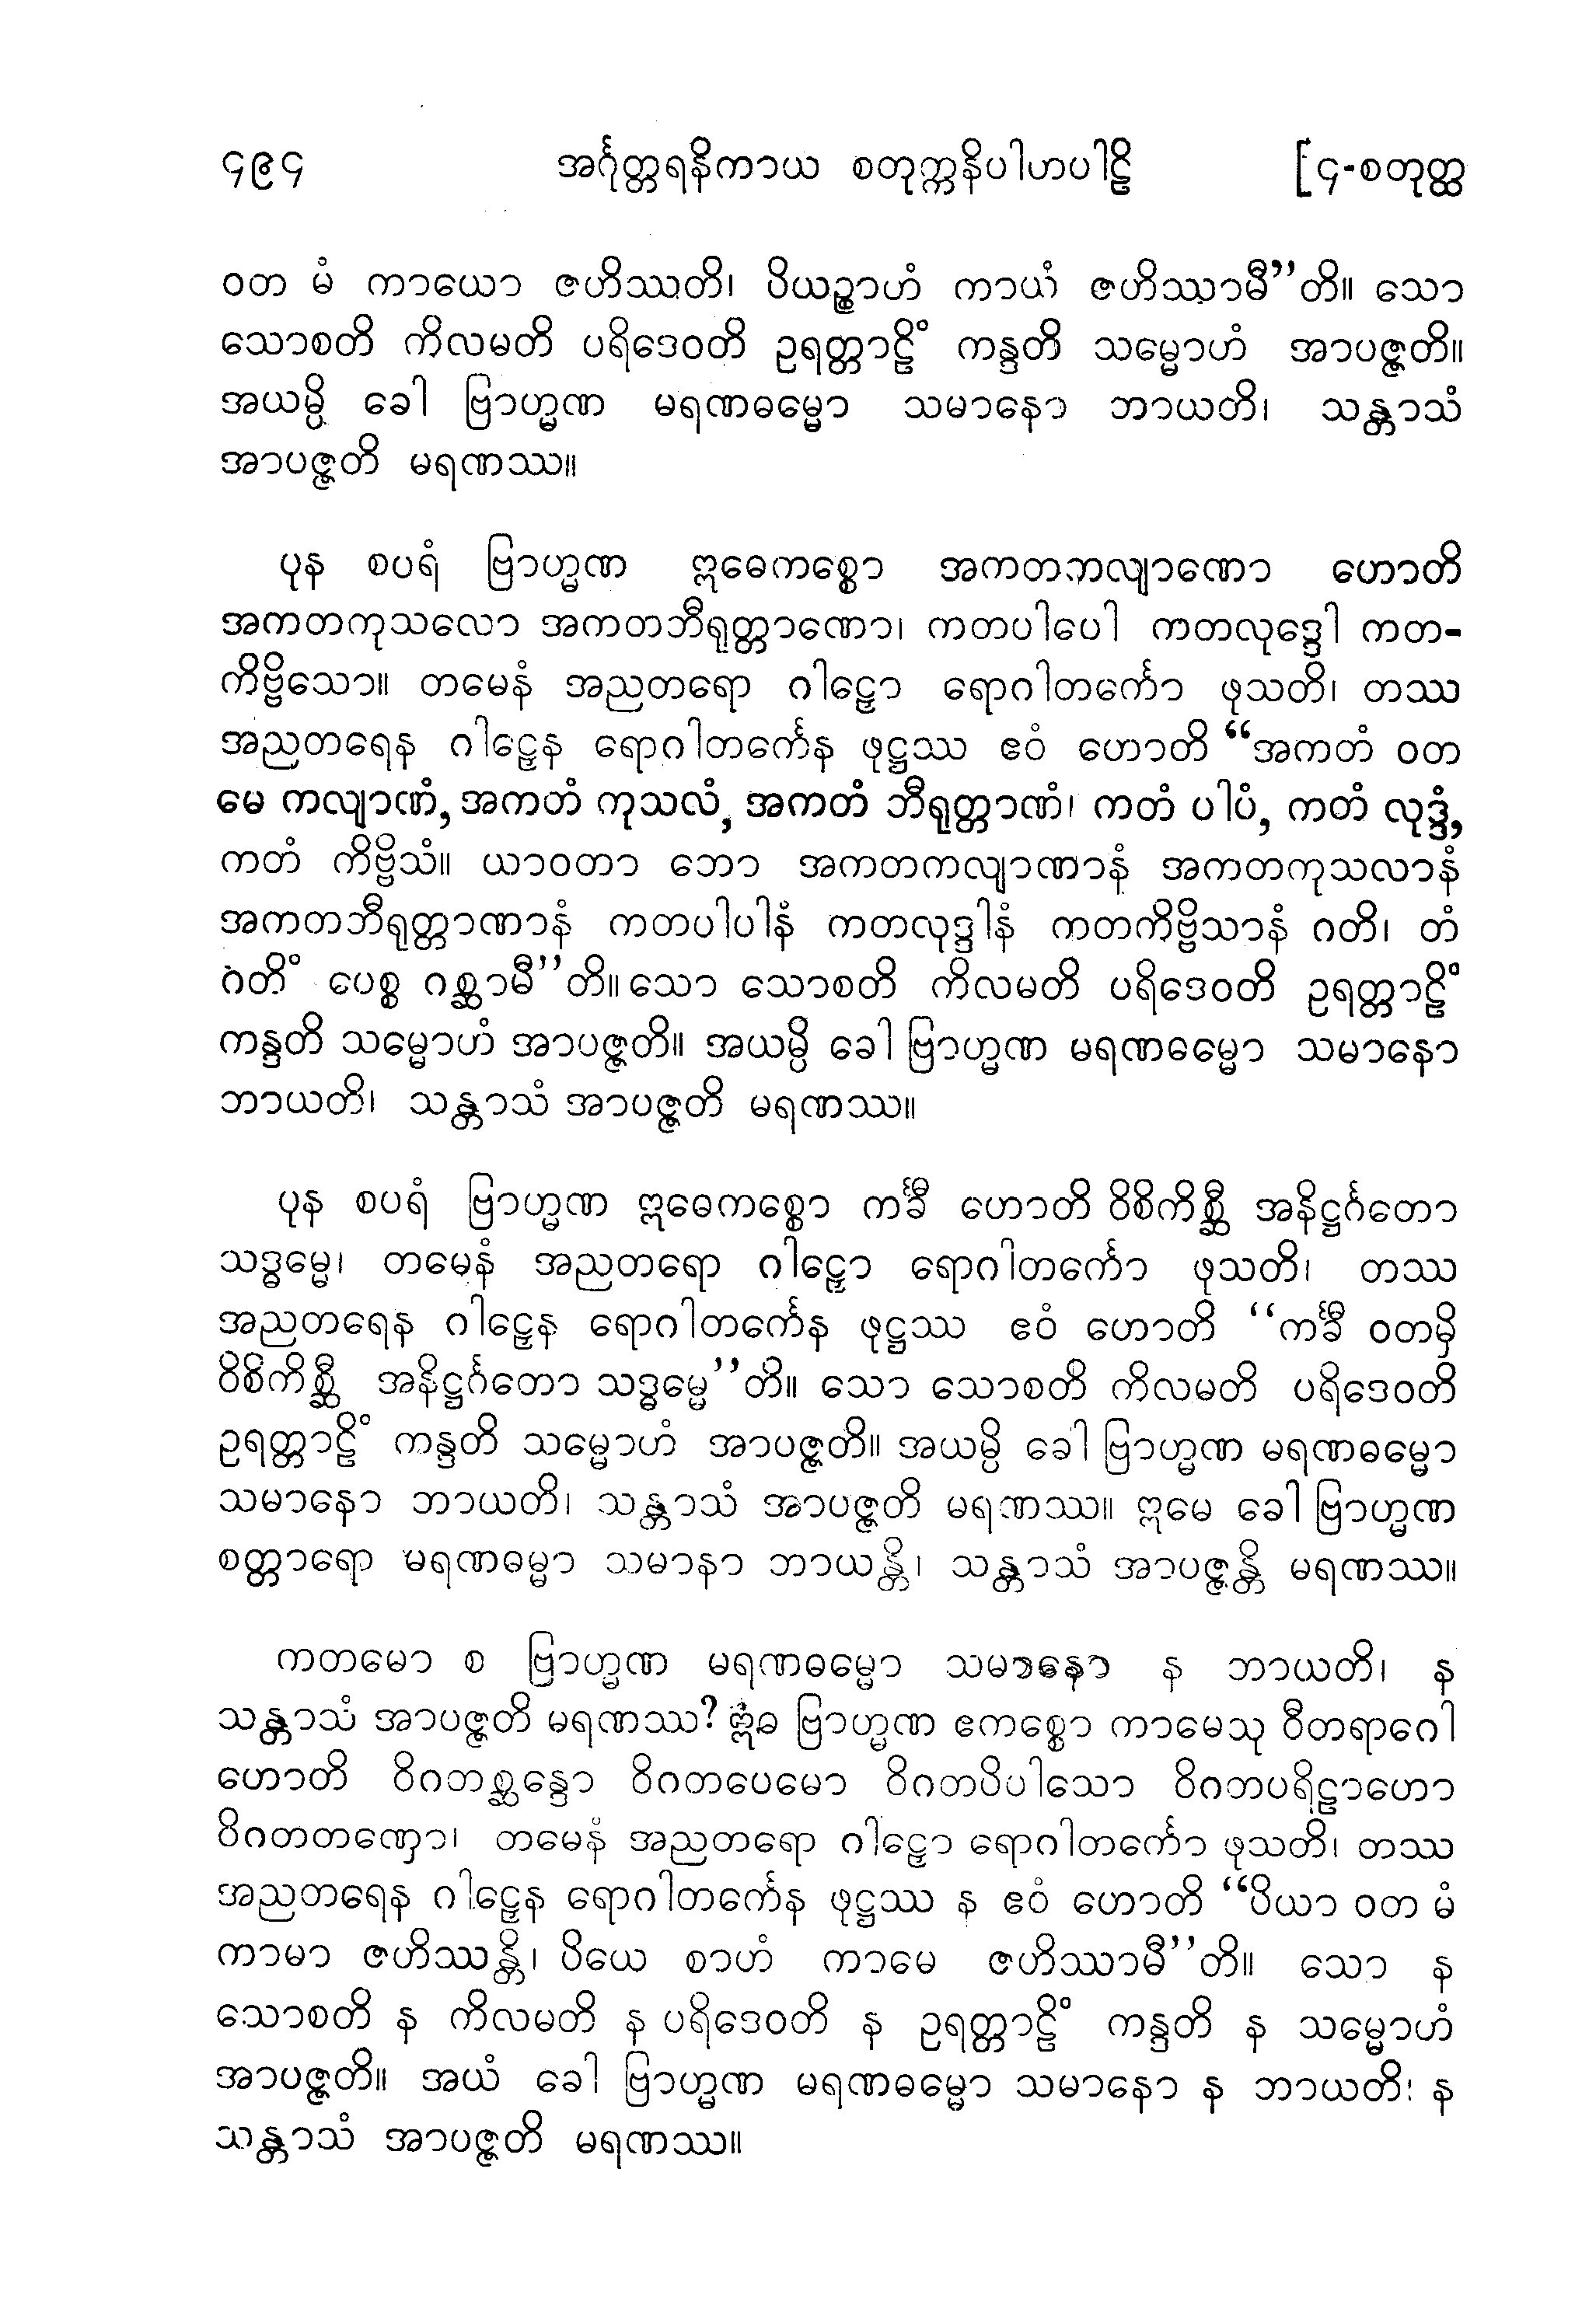 ၄၉၄ အင်္ဂုတ္တရနိကာယ စတုက္ကနိပါဟပါဠိ [၄-စတုတ္ထ
ဝတ မံ ကာယော ဇဟိဿတိ၊ ပိယဉ္စာဟံ ကာယံ ဇဟိဿာမီ”တိ။ သော
သောစတိ ကိလမတိ ပရိဒေဝတိ ဥရတ္တာဠိံ ကန္ဒတိ သမ္မောဟံ အာပဇ္ဇတိ။
အယမ္ပိ ခေါ ဗြာဟ္မဏ မရဏဓမ္မော သမာနော ဘာယတိ၊ သန္တာသံ
အာပဇ္ဇတိ မရဏဿ။
ပုန စပရံ ဗြာဟ္မဏ ဣဓေကစ္စော အကတကလျာဏော ဟောတိ
အကတကုသလော အကတဘီရုတ္တာဏော၊ ကတပါပေါ ကတလုဒ္ဒေါ ကတ-
ကိဗ္ဗိသော။ တမေနံ အညတရော ဂါဠှော ရောဂါတင်္ကော ဖုသတိ၊ တဿ
အညတရေန ဂါဠှေန ရောဂါတင်္ကေန ဖုဋ္ဌဿ ဧဝံ ဟောတိ “အကတံ ဝတ
မေ ကလျာဏံ, အကတံ ကုသလံ, အကတံ ဘီရုတ္တာဏံ၊ ကတံ ပါပံ, ကတံ လုဒ္ဒံ,
ကတံ ကိဗ္ဗိသံ။ ယာဝတာ ဘော အကတကလျာဏာနံ အကတကုသလာနံ
အကတဘီရုတ္တာဏာနံ ကတပါပါနံ ကတလုဒ္ဒါနံ ကတကိဗ္ဗိသာနံ ဂတိ၊ တံ
ဂတိံ ပေစ္စ ဂစ္ဆာမီ”တိ။ သော သောစတိ ကိလမတိ ပရိဒေဝတိ ဥရတ္တာဠိံ
ကန္ဒတိ သမ္မောဟံ အာပဇ္ဇတိ။ အယမ္ပိ ခေါ ဗြာဟ္မဏ မရဏဓမ္မော သမာနော
ဘာယတိ၊ သန္တာသံ အာပဇ္ဇတိ မရဏဿ။
ပုန စပရံ ဗြာဟ္မဏ ဣဓေကစ္စော ကင်္ခီ ဟောတိ ဝိစိကိစ္ဆီ အနိဋ္ဌင်္ဂတော
သဒ္ဓမ္မေ၊ တမေနံ အညတရော ဂါဠှော ရောဂါတင်္ကော ဖုသတိ၊ တဿ
အညတရေန ဂါဠှေန ရောဂါတင်္ကေန ဖုဋ္ဌဿ ဧဝံ ဟောတိ “ကင်္ခီ ဝတမှိ
ဝိစိကိစ္ဆီ အနိဋ္ဌင်္ဂတော သဒ္ဓမ္မေ”တိ။ သော သောစတိ ကိလမတိ ပရိဒေဝတိ
ဥရတ္တာဠိံ ကန္ဒတိ သမ္မောဟံ အာပဇ္ဇတိ။ အယမ္ပိ ခေါ ဗြာဟ္မဏ မရဏဓမ္မော
သမာနော ဘာယတိ၊ သန္တာသံ အာပဇ္ဇတိ မရဏဿ။ ဣမေ ခေါ ဗြာဟ္မဏ
စတ္တာရော မရဏဓမ္မာ သမာနာ ဘာယန္တိ၊ သန္တာသံ အာပဇ္ဇန္တိ မရဏဿ။
ကတမော စ ဗြာဟ္မဏ မရဏဓမ္မော သမာနော န ဘာယတိ၊ န
သန္တာသံ အာပဇ္ဇတိ မရဏဿ? ဣဓ ဗြာဟ္မဏ ဧကစ္စော ကာမေသု ဝီတရာဂေါ
ဟောတိ ဝိဂတစ္ဆန္ဒော ဝိဂတပေမော ဝိဂတပိပါသော ဝိဂတပရိဠာဟော
ဝိဂတတဏှော၊ တမေနံ အညတရော ဂါဠှော ရောဂါတင်္ကော ဖုသတိ၊ တဿ
အညတရေန ဂါဠှေန ရောဂါတင်္ကေန ဖုဋ္ဌဿ န ဧဝံ ဟောတိ “ပိယာ ဝတ မံ
ကာမာ ဇဟိဿန္တိ၊ ပိယေ စာဟံ ကာမေ ဇဟိဿာမီ”တိ။ သော န
သောစတိ န ကိလမတိ န ပရိဒေဝတိ န ဥရတ္တာဠိံ ကန္ဒတိ န သမ္မောဟံ
အာပဇ္ဇတိ။ အယံ ခေါ ဗြာဟ္မဏ မရဏဓမ္မော သမာနော န ဘာယတိ၊ န
သန္တာသံ အာပဇ္ဇတိ မရဏဿ။